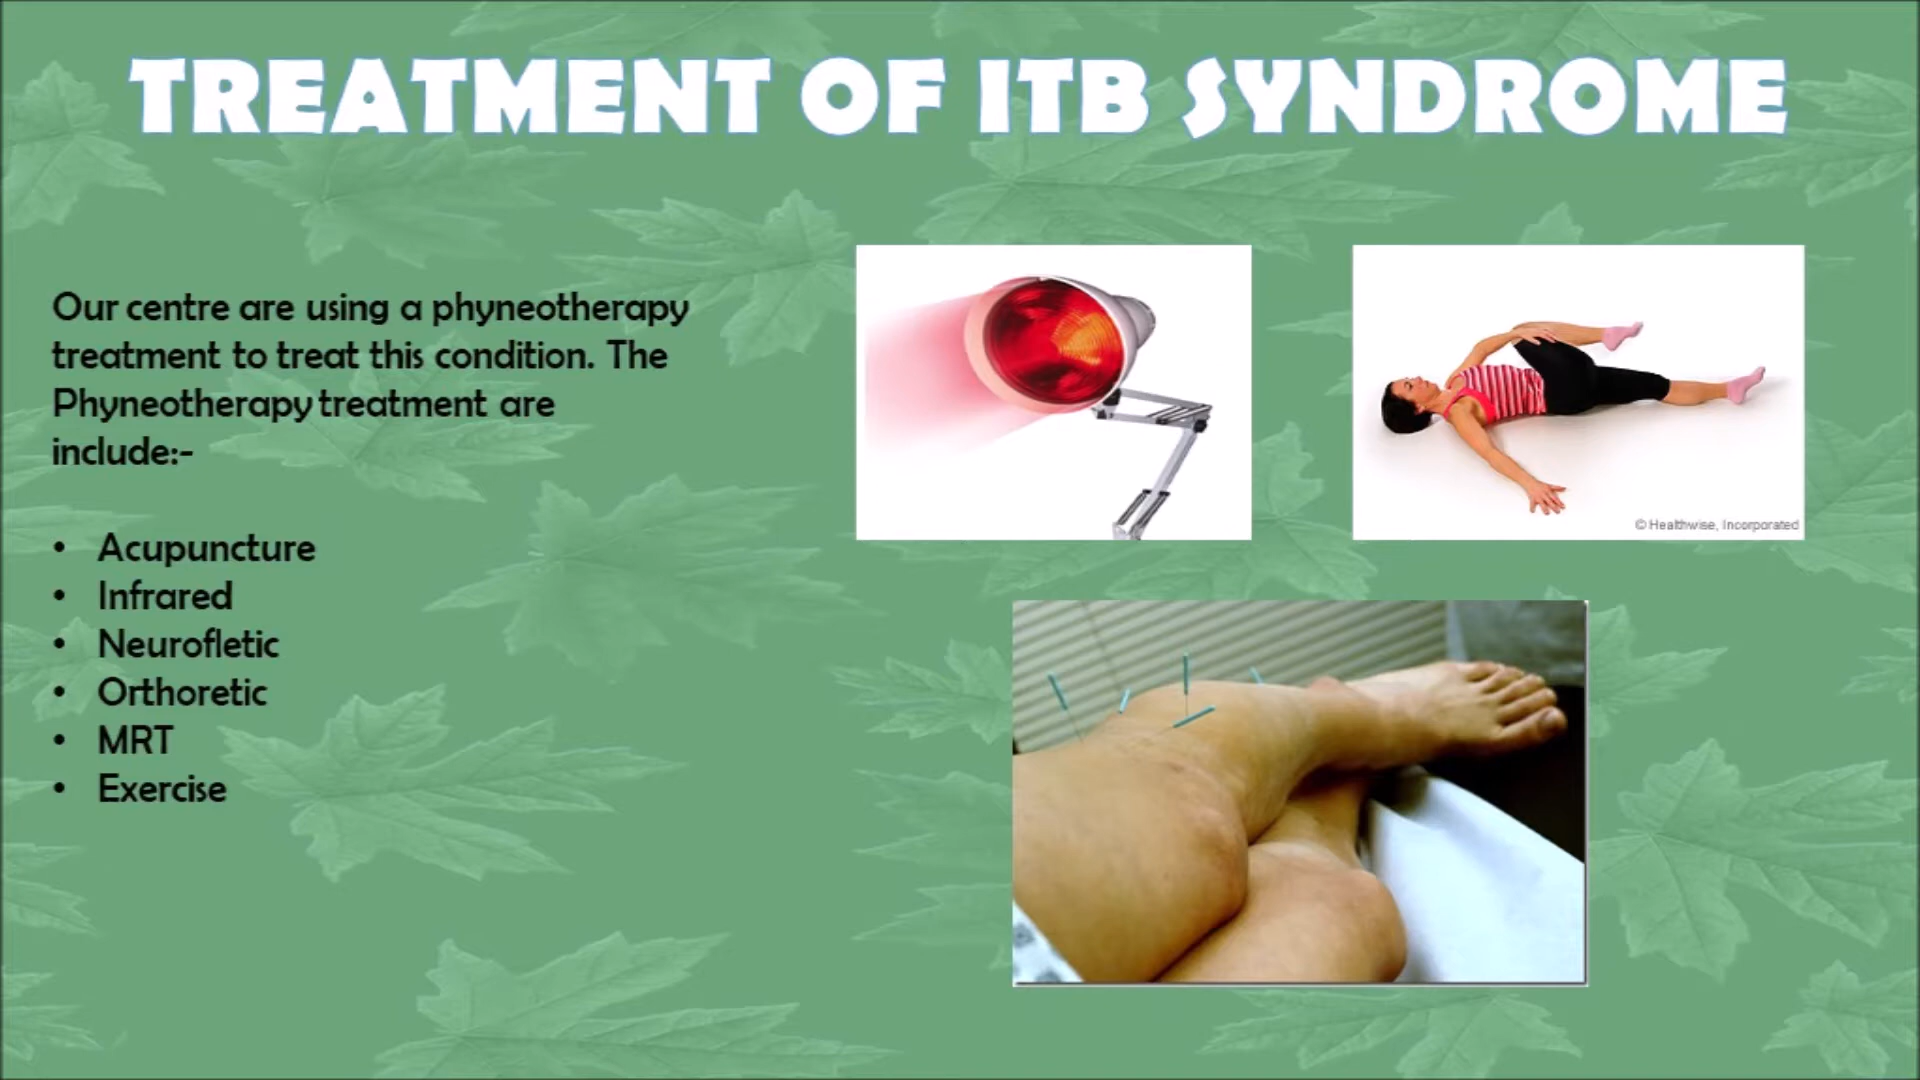 TREATMENT OF ITB SYNDROME
Our centre are using a phyneotherapy
treatment to treat this condition. The
Phyneotherapy treatment are
include:-
• Acupuncture
• Infrared
• Neurofletic
• Orthoretic
• MRT
• Exercise
© Healthwise, Incorporated